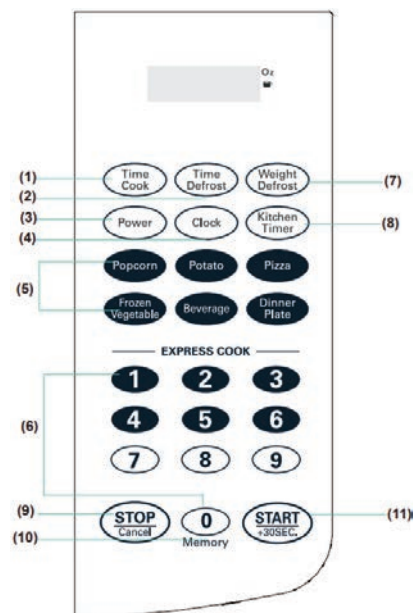 Oz
(1)
Time
Cook
Time
Defrost
Weight
Defrost
(7)
(2)
(3)
Power
Clock
Kitchen
Timer
(8)
(4)
Popcorn
Potato
Pizza
(5)
Frozen
Vegetable
Beverage
Dinner
Plate
EXPRESS COOK
1
2
3
(6)
4
5
6
7
8
9
(9)
STOP
Cancel
0
START
+30SEC.
(11)
(10)
Memory